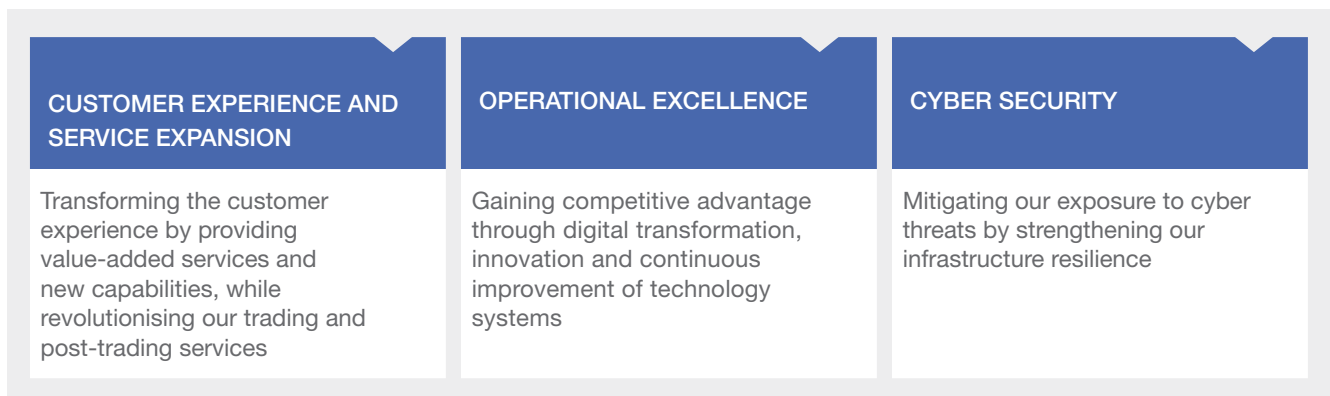 CUSTOMER EXPERIENCE AND
SERVICE EXPANSION
Transforming the customer
experience by providing
value-added services and
new capabilities, while
revolutionising our trading and
post-trading services
OPERATIONAL EXCELLENCE
Gaining competitive advantage
through digital transformation,
innovation and continuous
improvement of technology
systems
CYBER SECURITY
Mitigating our exposure to cyber
threats by strengthening our
infrastructure resilience